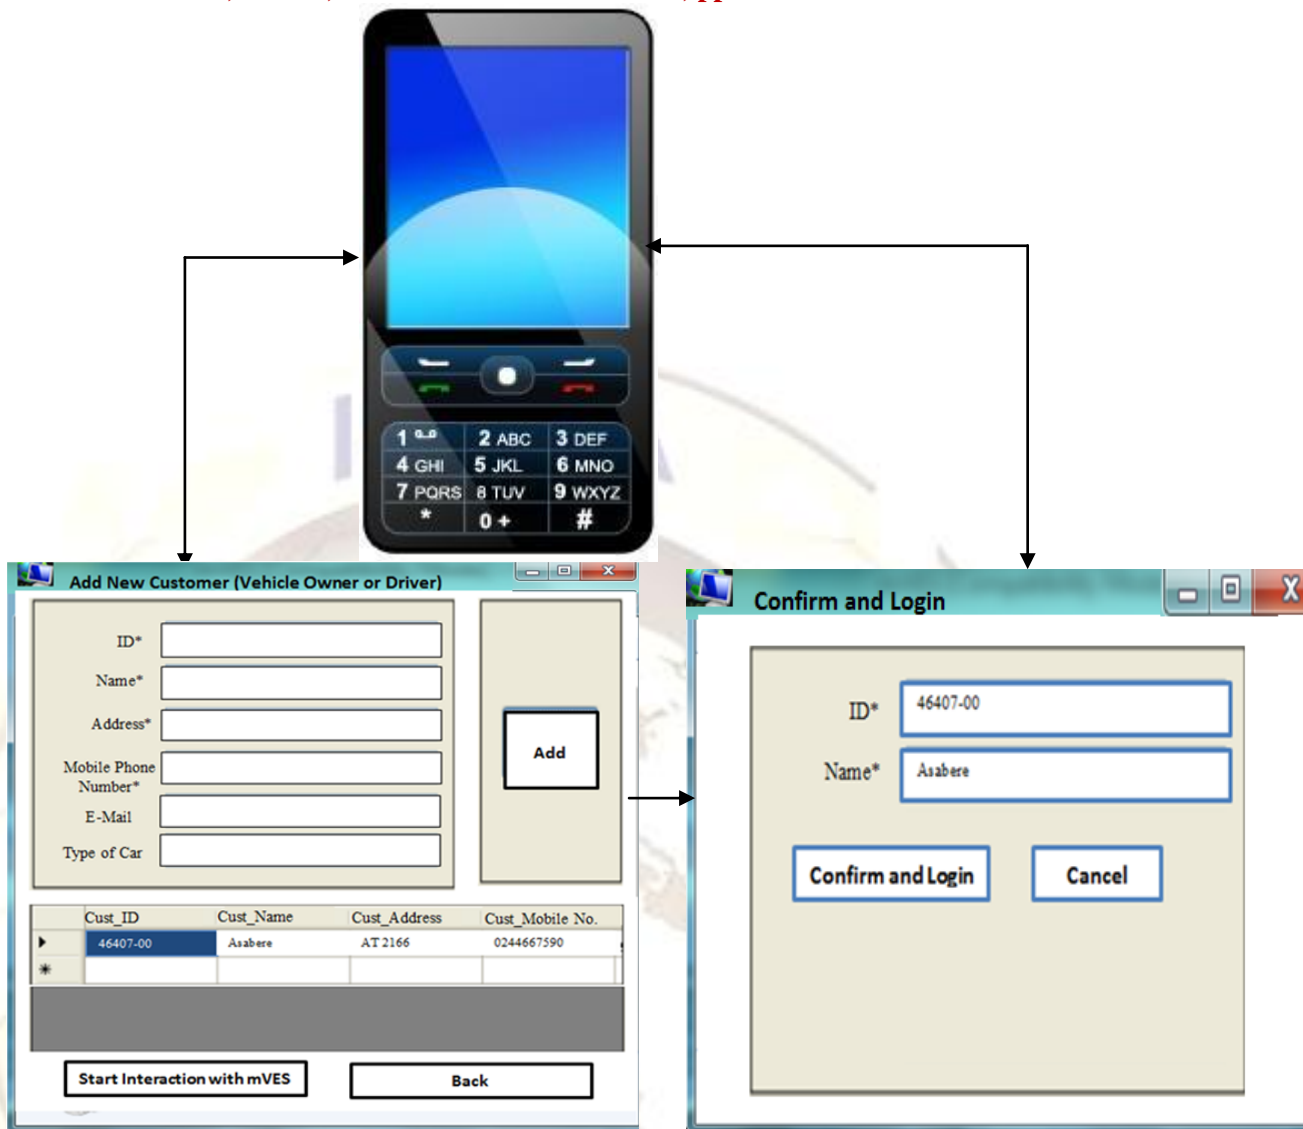 1 2 ABC 3 DEF
4 GHI 5 JKL 6 MNO
7 PQRS 8 TUV 9 WXYZ
* 0 + #
Add New Customer (Vehicle Owner or Driver)
ID*
Name*
Address*
Mobile Phone
Number*
E-Mail
Type of Car
Add
Cust_ID Cust_Name Cust_Address Cust_Mobile No.
46407-00 Asabere AT 2166 0244667590
Start Interaction with mVES Back
Confirm and Login
ID* 46407-00
Name* Asabere
Confirm and Login Cancel